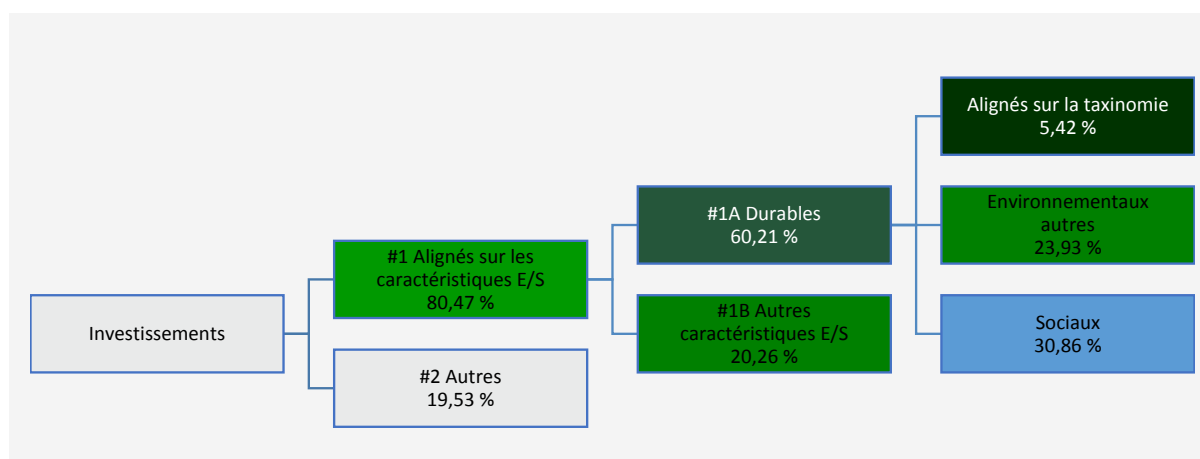 Investissements
#1 Alignés sur les
caractéristiques E/S
80,47 %
#2 Autres
19,53 %
#1A Durables
60,21 %
#1B Autres
caractéristiques E/S
20,26 %
Alignés sur la taxinomie
5,42 %
Environnementaux
autres
23,93 %
Sociaux
30,86 %